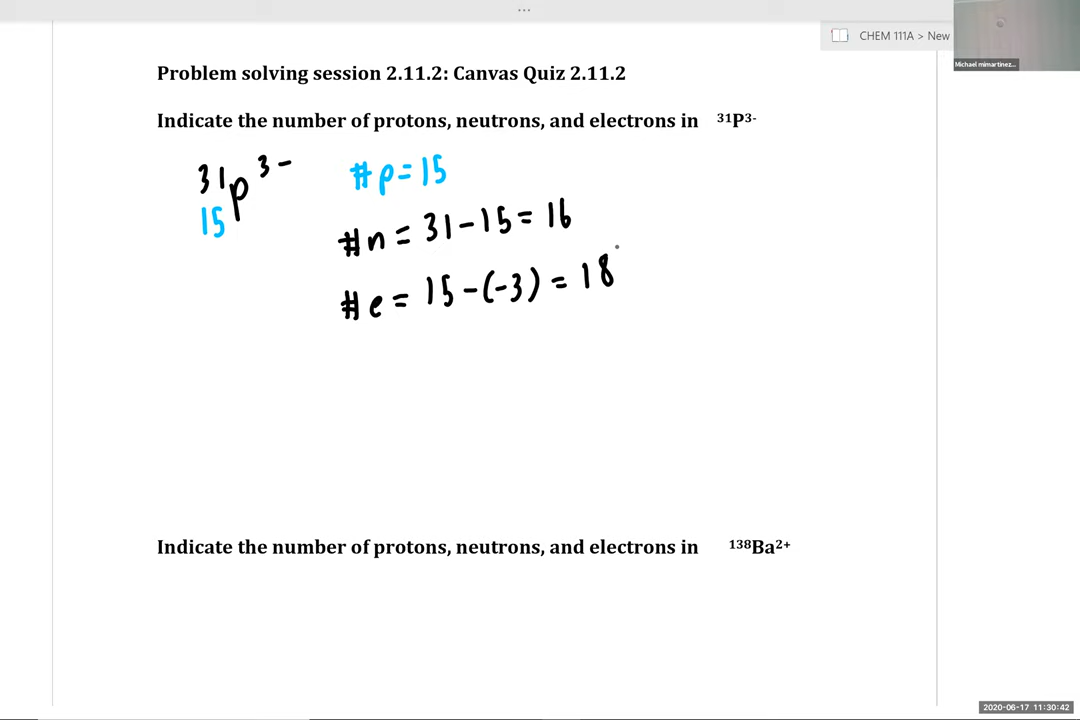 ...
CHEM 111A > New
Michael mimartinez...
Problem solving session 2.11.2: Canvas Quiz 2.11.2
Indicate the number of protons, neutrons, and electrons in ³¹P³⁻
³¹₁₅P³⁻ #p=15
#n = 31-15 = 16
#e = 15-(-3) = 18
Indicate the number of protons, neutrons, and electrons in ¹³⁸Ba²⁺
2020-06-17 11:30:42